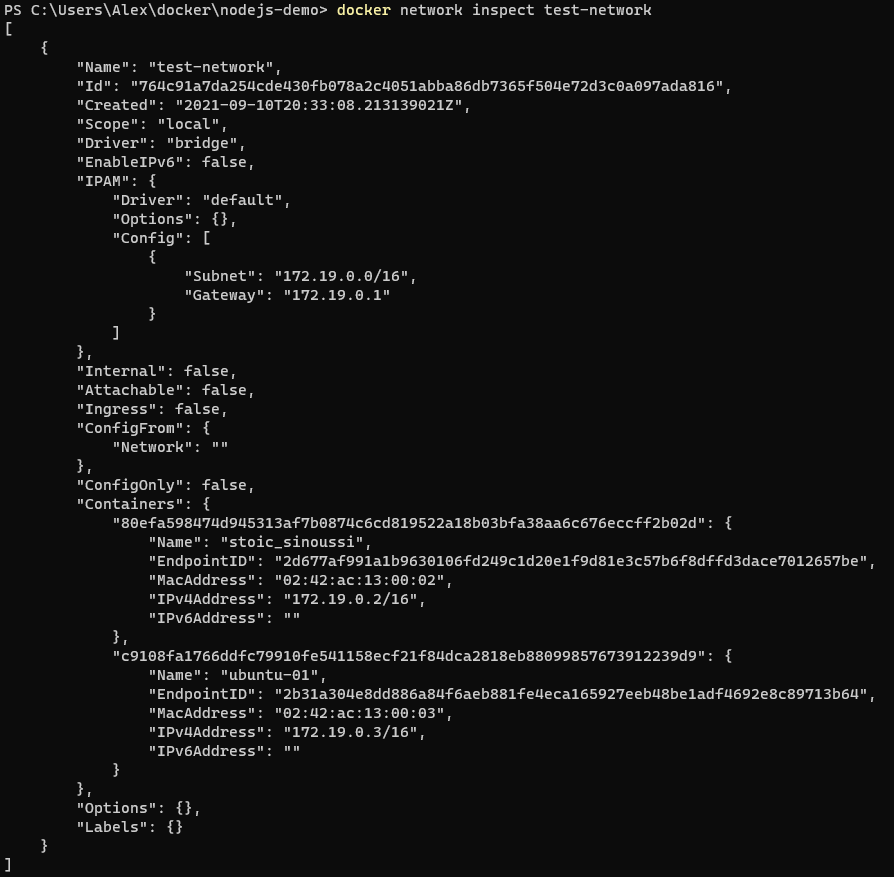 PS C:\Users\Alex\docker\nodejs-demo> docker network inspect test-network
[
    {
        "Name": "test-network",
        "Id": "764c91a7da254cde430fb078a2c4051abba86db7365f504e72d3c0a097ada816",
        "Created": "2021-09-10T20:33:08.213139021Z",
        "Scope": "local",
        "Driver": "bridge",
        "EnableIPv6": false,
        "IPAM": {
            "Driver": "default",
            "Options": {},
            "Config": [
                {
                    "Subnet": "172.19.0.0/16",
                    "Gateway": "172.19.0.1"
                }
            ]
        },
        "Internal": false,
        "Attachable": false,
        "Ingress": false,
        "ConfigFrom": {
            "Network": ""
        },
        "ConfigOnly": false,
        "Containers": {
            "80efa598474d945313af7b0874c6cd819522a18b03bfa38aa6c676eccff2b02d": {
                "Name": "stoic_sinoussi",
                "EndpointID": "2d677af991a1b9630106fd249c1d20e1f9d81e3c57b6f8dffd3dace7012657be",
                "MacAddress": "02:42:ac:13:00:02",
                "IPv4Address": "172.19.0.2/16",
                "IPv6Address": ""
            },
            "c9108fa1766ddfc79910fe541158ecf21f84dca2818eb88099857673912239d9": {
                "Name": "ubuntu-01",
                "EndpointID": "2b31a304e8dd886a84f6aeb881fe4eca165927eeb48be1adf4692e8c89713b64",
                "MacAddress": "02:42:ac:13:00:03",
                "IPv4Address": "172.19.0.3/16",
                "IPv6Address": ""
            }
        },
        "Options": {},
        "Labels": {}
    }
]